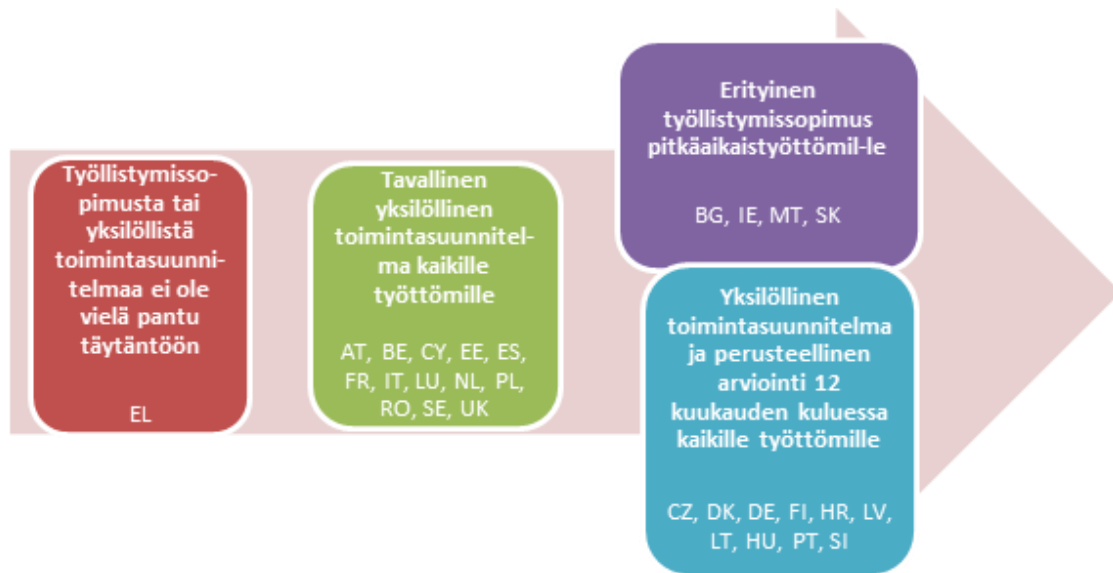 Työllistymisso-
pimusta tai
yksilöllistä
toimintasuunni-
telmaa ei ole
vielä pantu
täytäntöön
EL
Tavallinen
yksilöllinen
toimintasuunnitel-
ma kaikille
työttömille
AT, BE, CY, EE, ES,
FR, IT, LU, NL, PL,
RO, SE, UK
Erityinen
työllistymissopimus
pitkäaikaistyöttömil-le
BG, IE, MT, SK
Yksilöllinen
toimintasuunnitelma
ja perusteellinen
arviointi 12
kuukauden kuluessa
kaikille työttömille
CZ, DK, DE, FI, HR, LV,
LT, HU, PT, SI